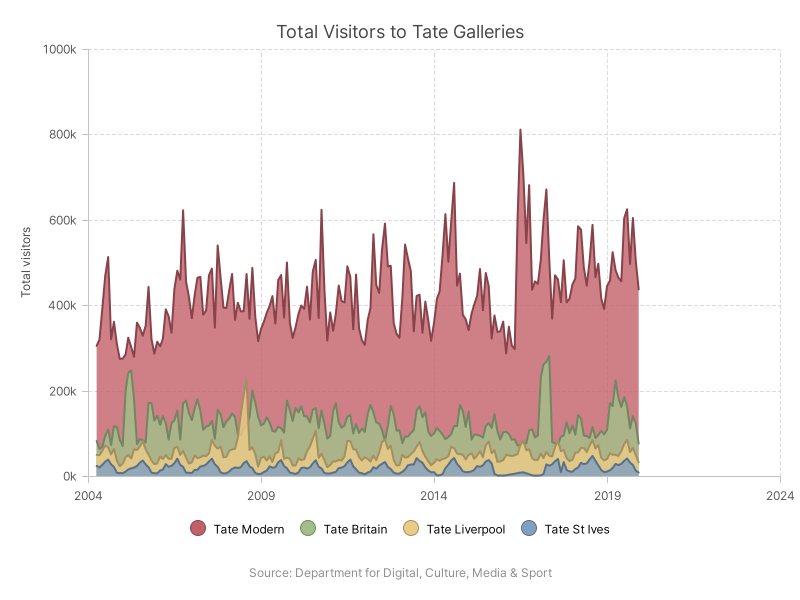 Total Visitors to Tate Galleries
1000k
800k
600k
400k
200k
0k
Total visitors
2004 2009 2014 2019 2024
Tate Modern Tate Britain Tate Liverpool Tate St Ives
Source: Department for Digital, Culture, Media & Sport